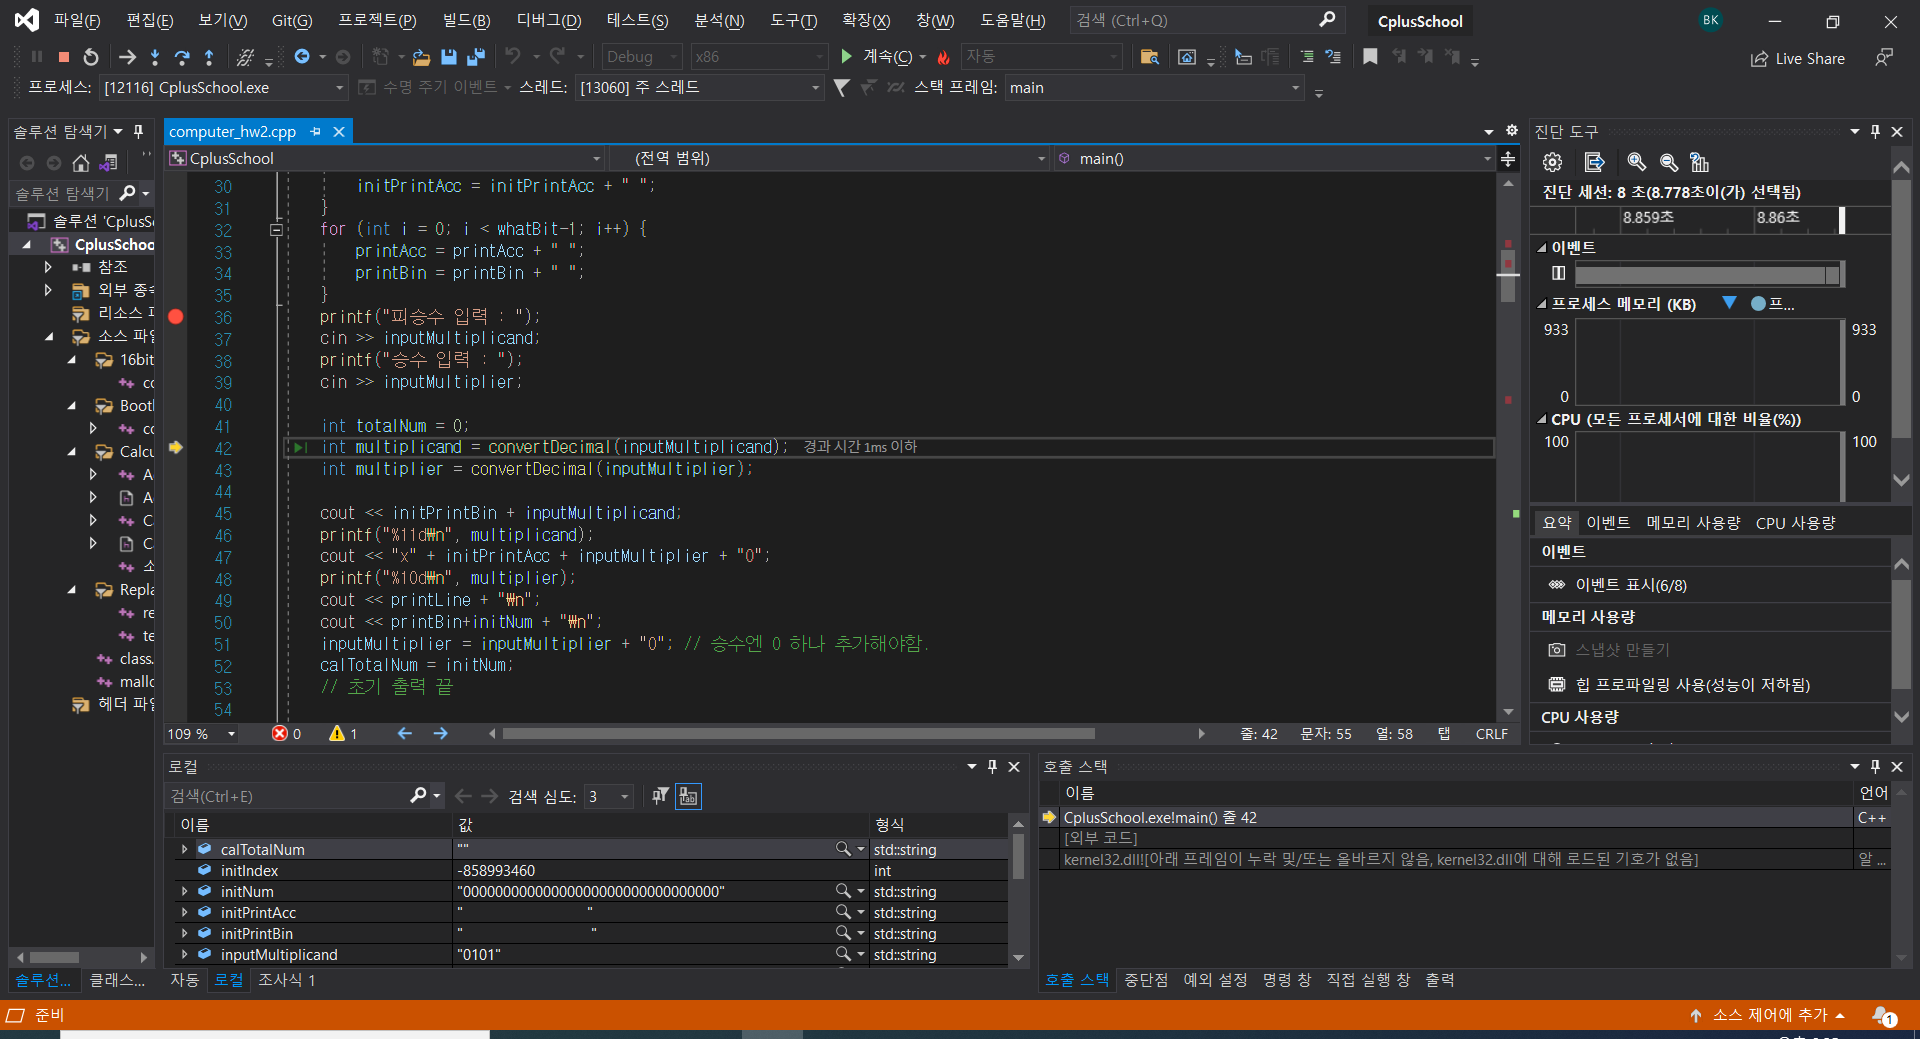 파일(F) 편집(E) 보기(V) Git(G) 프로젝트(P) 빌드(B) 디버그(D) 테스트(S) 분석(N) 도구(T) 확장(X) 창(W) 도움말(H) 검색 (Ctrl+Q) CplusSchool BK
Debug x86 계속(C) 자동 Live Share
프로세스: [12116] CplusSchool.exe 수명 주기 이벤트 스레드: [13060] 주 스레드 스택 프레임: main
솔루션 탐색기
솔루션 탐색기
솔루션 'CplusSc
CplusSchoo
참조
외부 종속
리소스 파
소스 파일
16bit
co
Booth
co
Calcu
A
A
C
C
소
Repla
re
te
class.
mallo
헤더 파일
솔루션... 클래스...
computer_hw2.cpp
CplusSchool (전역 범위) main()
30 initPrintAcc = initPrintAcc + " ";
31 }
32 for (int i = 0; i < whatBit-1; i++) {
33 printAcc = printAcc + " ";
34 printBin = printBin + " ";
35 }
36 printf("피승수 입력 : ");
37 cin >> inputMultiplicand;
38 printf("승수 입력 : ");
39 cin >> inputMultiplier;
40
41 int totalNum = 0;
42 int multiplicand = convertDecimal(inputMultiplicand); 경과 시간 1ms 이하
43 int multiplier = convertDecimal(inputMultiplier);
44
45 cout << initPrintBin + inputMultiplicand;
46 printf("%11d₩n", multiplicand);
47 cout << "x" + initPrintAcc + inputMultiplier + "0";
48 printf("%10d₩n", multiplier);
49 cout << printLine + "₩n";
50 cout << printBin+initNum + "₩n";
51 inputMultiplier = inputMultiplier + "0"; // 승수엔 0 하나 추가해야함.
52 calTotalNum = initNum;
53 // 초기 출력 끝
54
109 % 0 1 줄: 42 문자: 55 열: 58 탭 CRLF
진단 도구
진단 세션: 8 초(8.778초이(가) 선택됨)
8.859초 8.86초
이벤트
프로세스 메모리 (KB) 프...
933 933
0 0
CPU (모든 프로세서에 대한 비율(%))
100 100
요약 이벤트 메모리 사용량 CPU 사용량
이벤트
이벤트 표시(6/8)
메모리 사용량
스냅샷 만들기
힙 프로파일링 사용(성능이 저하됨)
CPU 사용량
로컬
검색(Ctrl+E) 검색 심도: 3
이름 값 형식
calTotalNum "" std::string
initIndex -858993460 int
initNum "00000000000000000000000000000000" std::string
initPrintAcc " " std::string
initPrintBin " " std::string
inputMultiplicand "0101" std::string
자동 로컬 조사식 1
호출 스택
이름 언어
CplusSchool.exe!main() 줄 42 C++
[외부 코드]
kernel32.dll![아래 프레임이 누락 및/또는 올바르지 않음, kernel32.dll에 대해 로드된 기호가 없음] 알 ...
호출 스택 중단점 예외 설정 명령 창 직접 실행 창 출력
준비 소스 제어에 추가 1